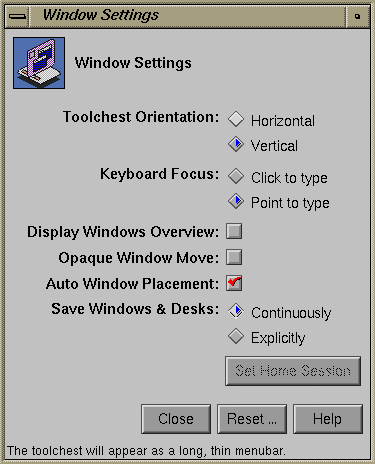 Window Settings
Window Settings
Toolchest Orientation: Horizontal
Vertical
Keyboard Focus: Click to type
Point to type
Display Windows Overview:
Opaque Window Move:
Auto Window Placement:
Save Windows & Desks: Continuously
Explicitly
Set Home Session
Close Reset ... Help
The toolchest will appear as a long, thin menubar.